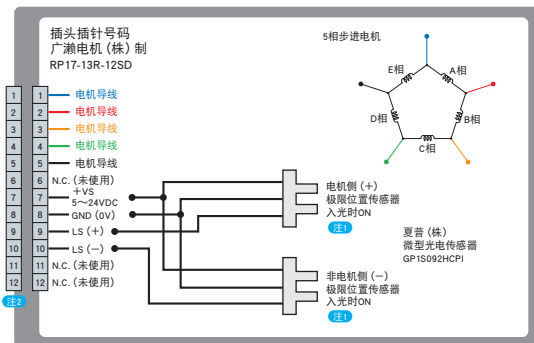 插头插针号码
广濑电机（株）制
RP17-13R-12SD
5相步进电机
E相
A相
D相
B相
C相
1 1 电机导线
2 2 电机导线
3 3 电机导线
4 4 电机导线
5 5 电机导线
6 6 N.C.（未使用）
7 7 ＋VS
5～24VDC
8 8 GND（0V）
9 9 LS（＋）
10 10 LS（－）
11 11 N.C.（未使用）
12 12 N.C.（未使用）
注2
电机侧（＋）
极限位置传感器
入光时ON
注1
非电机侧（－）
极限位置传感器
入光时ON
注1
夏普（株）
微型光电传感器
GP1S092HCPI